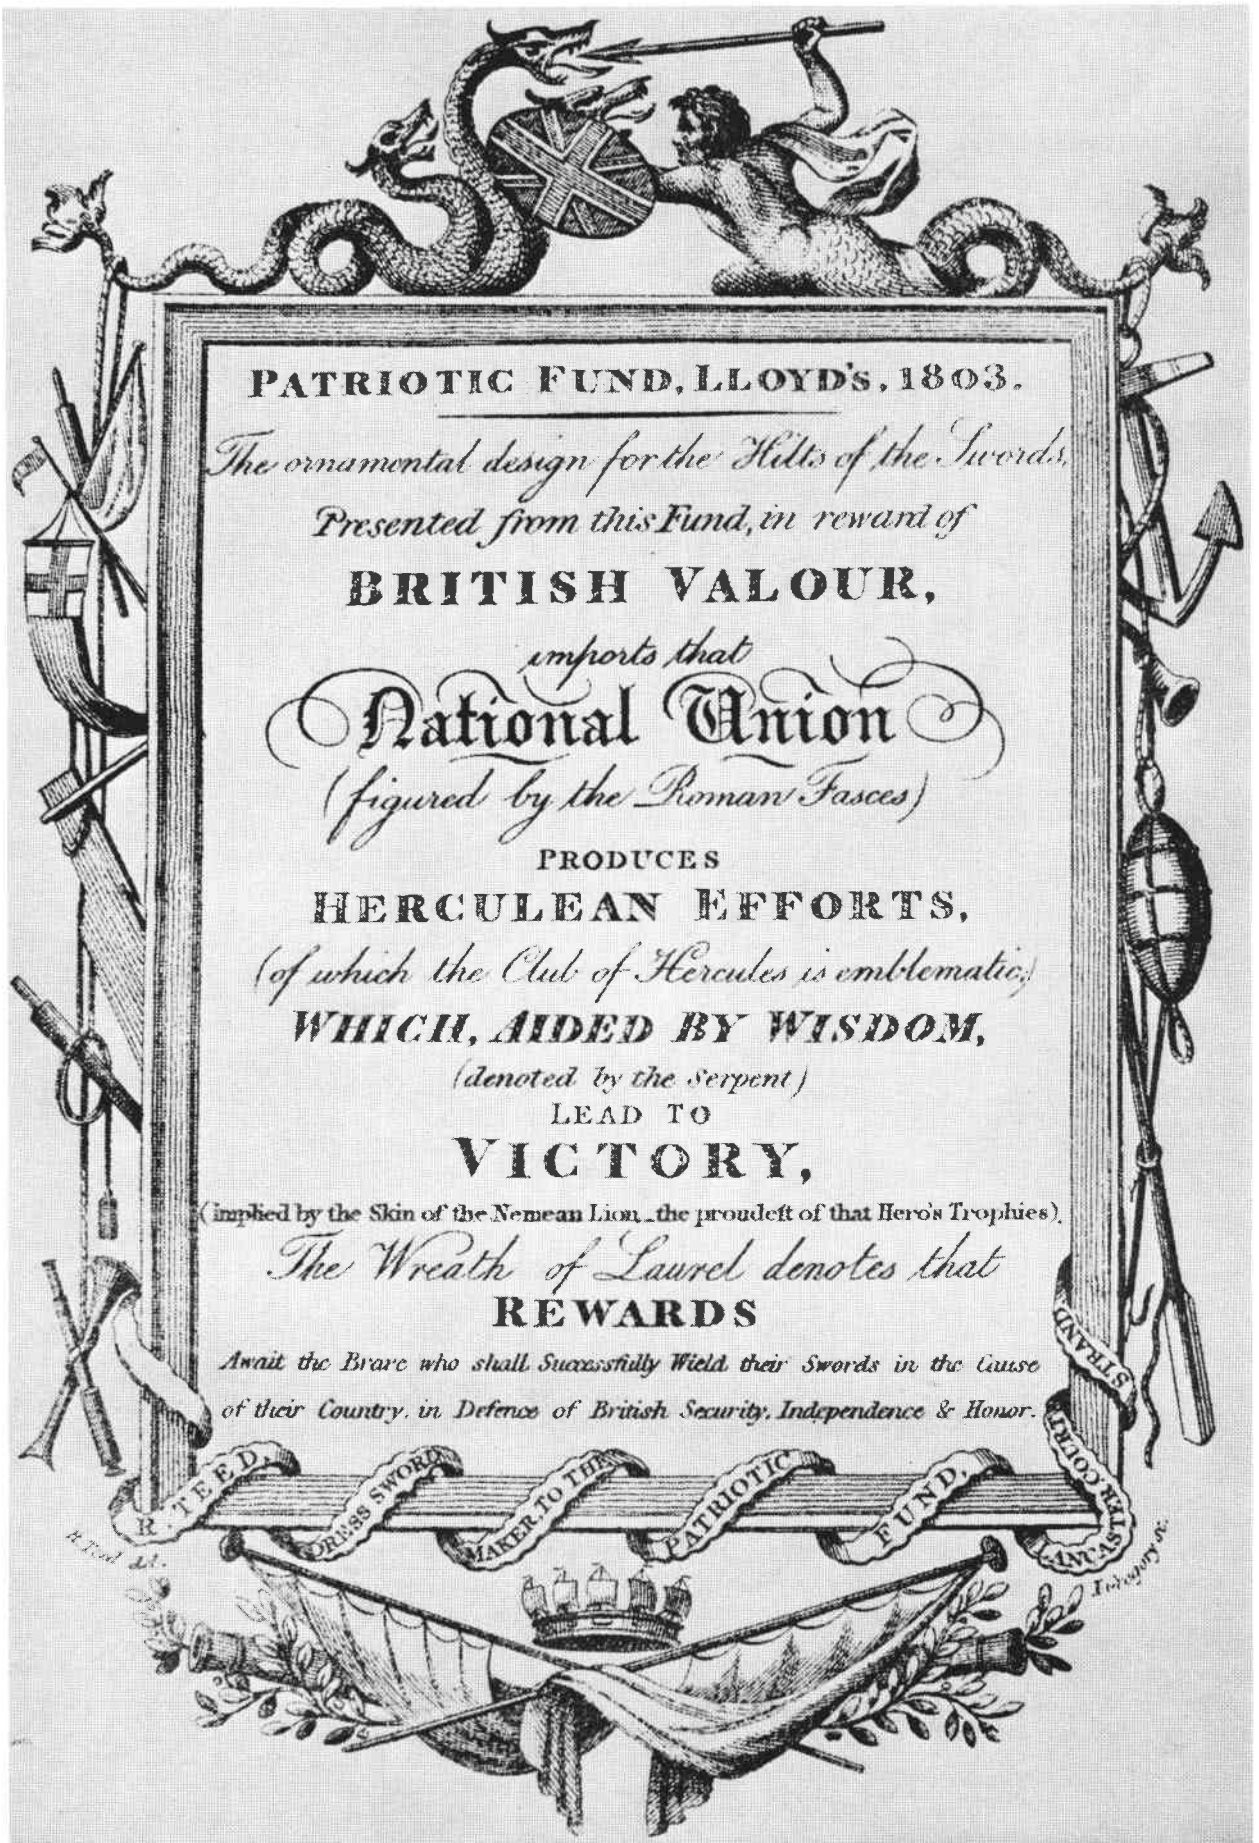 PATRIOTIC FUND, LLOYD'S, 1803.
The ornamental design for the Hilts of the Swords,
Presented from this Fund, in reward of
BRITISH VALOUR,
imports that
National Union
(figured by the Roman Fasces)
PRODUCES
HERCULEAN EFFORTS,
(of which the Club of Hercules is emblematic,)
WHICH, AIDED BY WISDOM,
(denoted by the Serpent)
LEAD TO
VICTORY,
(implied by the Skin of the Nemean Lion _ the proudest of that Hero's Trophies).
The Wreath of Laurel denotes that
REWARDS
Await the Brave who shall Successfully Wield their Swords in the Cause
of their Country, in Defence of British Security, Independence & Honor.
R. TEED, DRESS SWORD MAKER, TO THE PATRIOTIC FUND, LANCASTER COURT STRAND
R. Teed del.
Gregory sc.